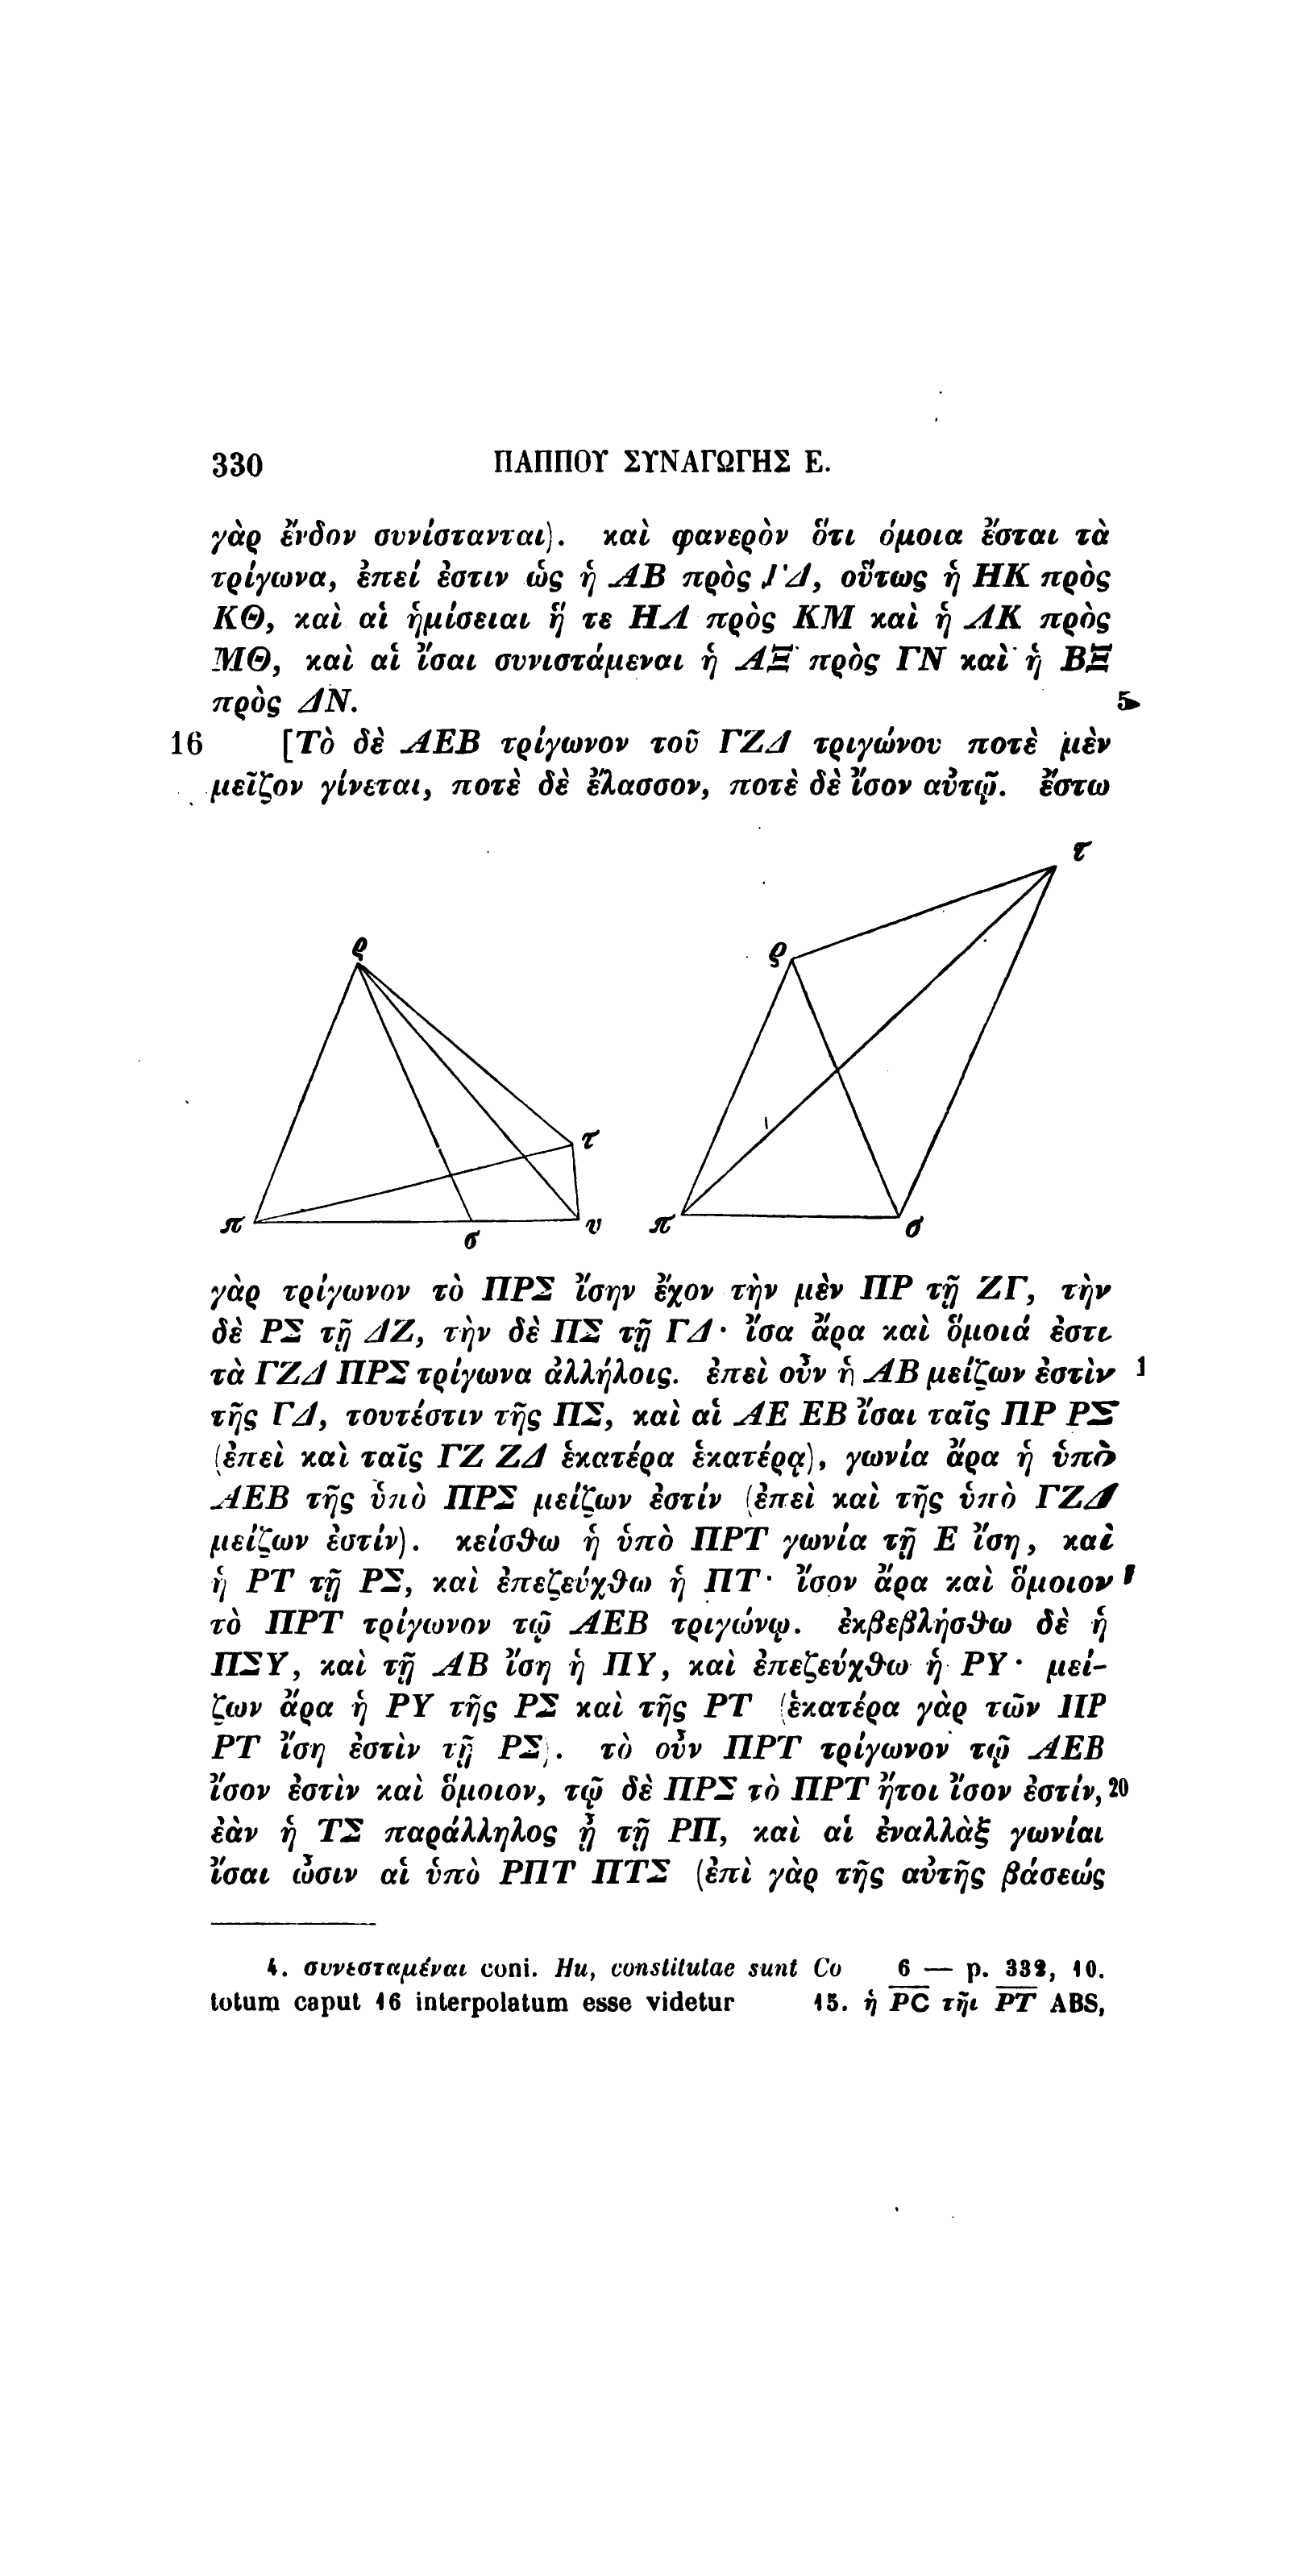 330 ΠΑΠΠΟΥ ΣΥΝΑΓΩΓΗΣ Ε.
γὰρ ἔνδον συνίστανται). καὶ φανερὸν ὅτι ὁμοια ἔσται τὰ
τρίγωνα, ἐπεί ἐστιν ὡς ἡ ΑΒ πρὸς ΓΔ, οὕτως ἡ ΗΚ πρὸς
ΚΘ, καὶ αἱ ἡμίσειαι ἥ τε ΗΛ πρὸς ΚΜ καὶ ἡ ΛΚ πρὸς
ΜΘ, καὶ αἱ ἴσαι συνιστάμεναι ἡ ΑΞ πρὸς ΓΝ καὶ ἡ ΒΞ
πρὸς ΔΝ. 5
16 [Τὸ δὲ ΑΕΒ τρίγωνον τοῦ ΓΖΔ τριγώνου ποτὲ μὲν
μεῖζον γίνεται, ποτὲ δὲ ἔλασσον, ποτὲ δὲ ἴσον αὐτῷ. ἔστω
τ
ρ ρ
τ
π σ υ π σ
γὰρ τρίγωνον τὸ ΠΡΣ ἴσην ἔχον τὴν μὲν ΠΡ τῇ ΖΓ, τὴν
δὲ ΡΣ τῇ ΔΖ, τὴν δὲ ΠΣ τῇ ΓΔ· ἴσα ἄρα καὶ ὅμοιά ἐστι
τὰ ΓΖΔ ΠΡΣ τρίγωνα ἀλλήλοις. ἐπεὶ οὖν ἡ ΑΒ μείζων ἐστὶν 1
τῆς ΓΔ, τουτέστιν τῆς ΠΣ, καὶ αἱ ΑΕ ΕΒ ἴσαι ταῖς ΠΡ ΡΣ
(ἐπεὶ καὶ ταῖς ΓΖ ΖΔ ἑκατέρα ἑκατέρᾳ), γωνία ἄρα ἡ ὑπὸ
ΑΕΒ τῆς ὑπὸ ΠΡΣ μείζων ἐστίν (ἐπεὶ καὶ τῆς ὑπὸ ΓΖΔ
μείζων ἐστίν). κείσθω ἡ ὑπὸ ΠΡΤ γωνία τῇ Ε ἴση, καὶ
ἡ ΡΤ τῇ ΡΣ, καὶ ἐπεζεύχθω ἡ ΠΤ· ἴσον ἄρα καὶ ὅμοιον
τὸ ΠΡΤ τρίγωνον τῷ ΑΕΒ τριγώνῳ. ἐκβεβλήσθω δὲ ἡ
ΠΣΥ, καὶ τῇ ΑΒ ἴση ἡ ΠΥ, καὶ ἐπεζεύχθω ἡ ΡΥ· μεί-
ζων ἄρα ἡ ΡΥ τῆς ΡΣ καὶ τῆς ΡΤ (ἑκατέρα γὰρ τῶν ΠΡ
ΡΤ ἴση ἐστὶν τῇ ΡΣ). τὸ οὖν ΠΡΤ τρίγωνον τῷ ΑΕΒ
ἴσον ἐστὶν καὶ ὅμοιον, τῷ δὲ ΠΡΣ τὸ ΠΡΤ ἤτοι ἴσον ἐστίν, 20
ἐὰν ἡ ΤΣ παράλληλος ᾖ τῇ ΡΠ, καὶ αἱ ἐναλλὰξ γωνίαι
ἴσαι ὦσιν αἱ ὑπὸ ΡΠΤ ΠΤΣ (ἐπὶ γὰρ τῆς αὐτῆς βάσεώς
4. συνεσταμέναι coni. Hu, constitutae sunt Co 6 — p. 332, 10.
totum caput 16 interpolatum esse videtur 15. ἡ ΡC τῆι ΡΤ ABS,